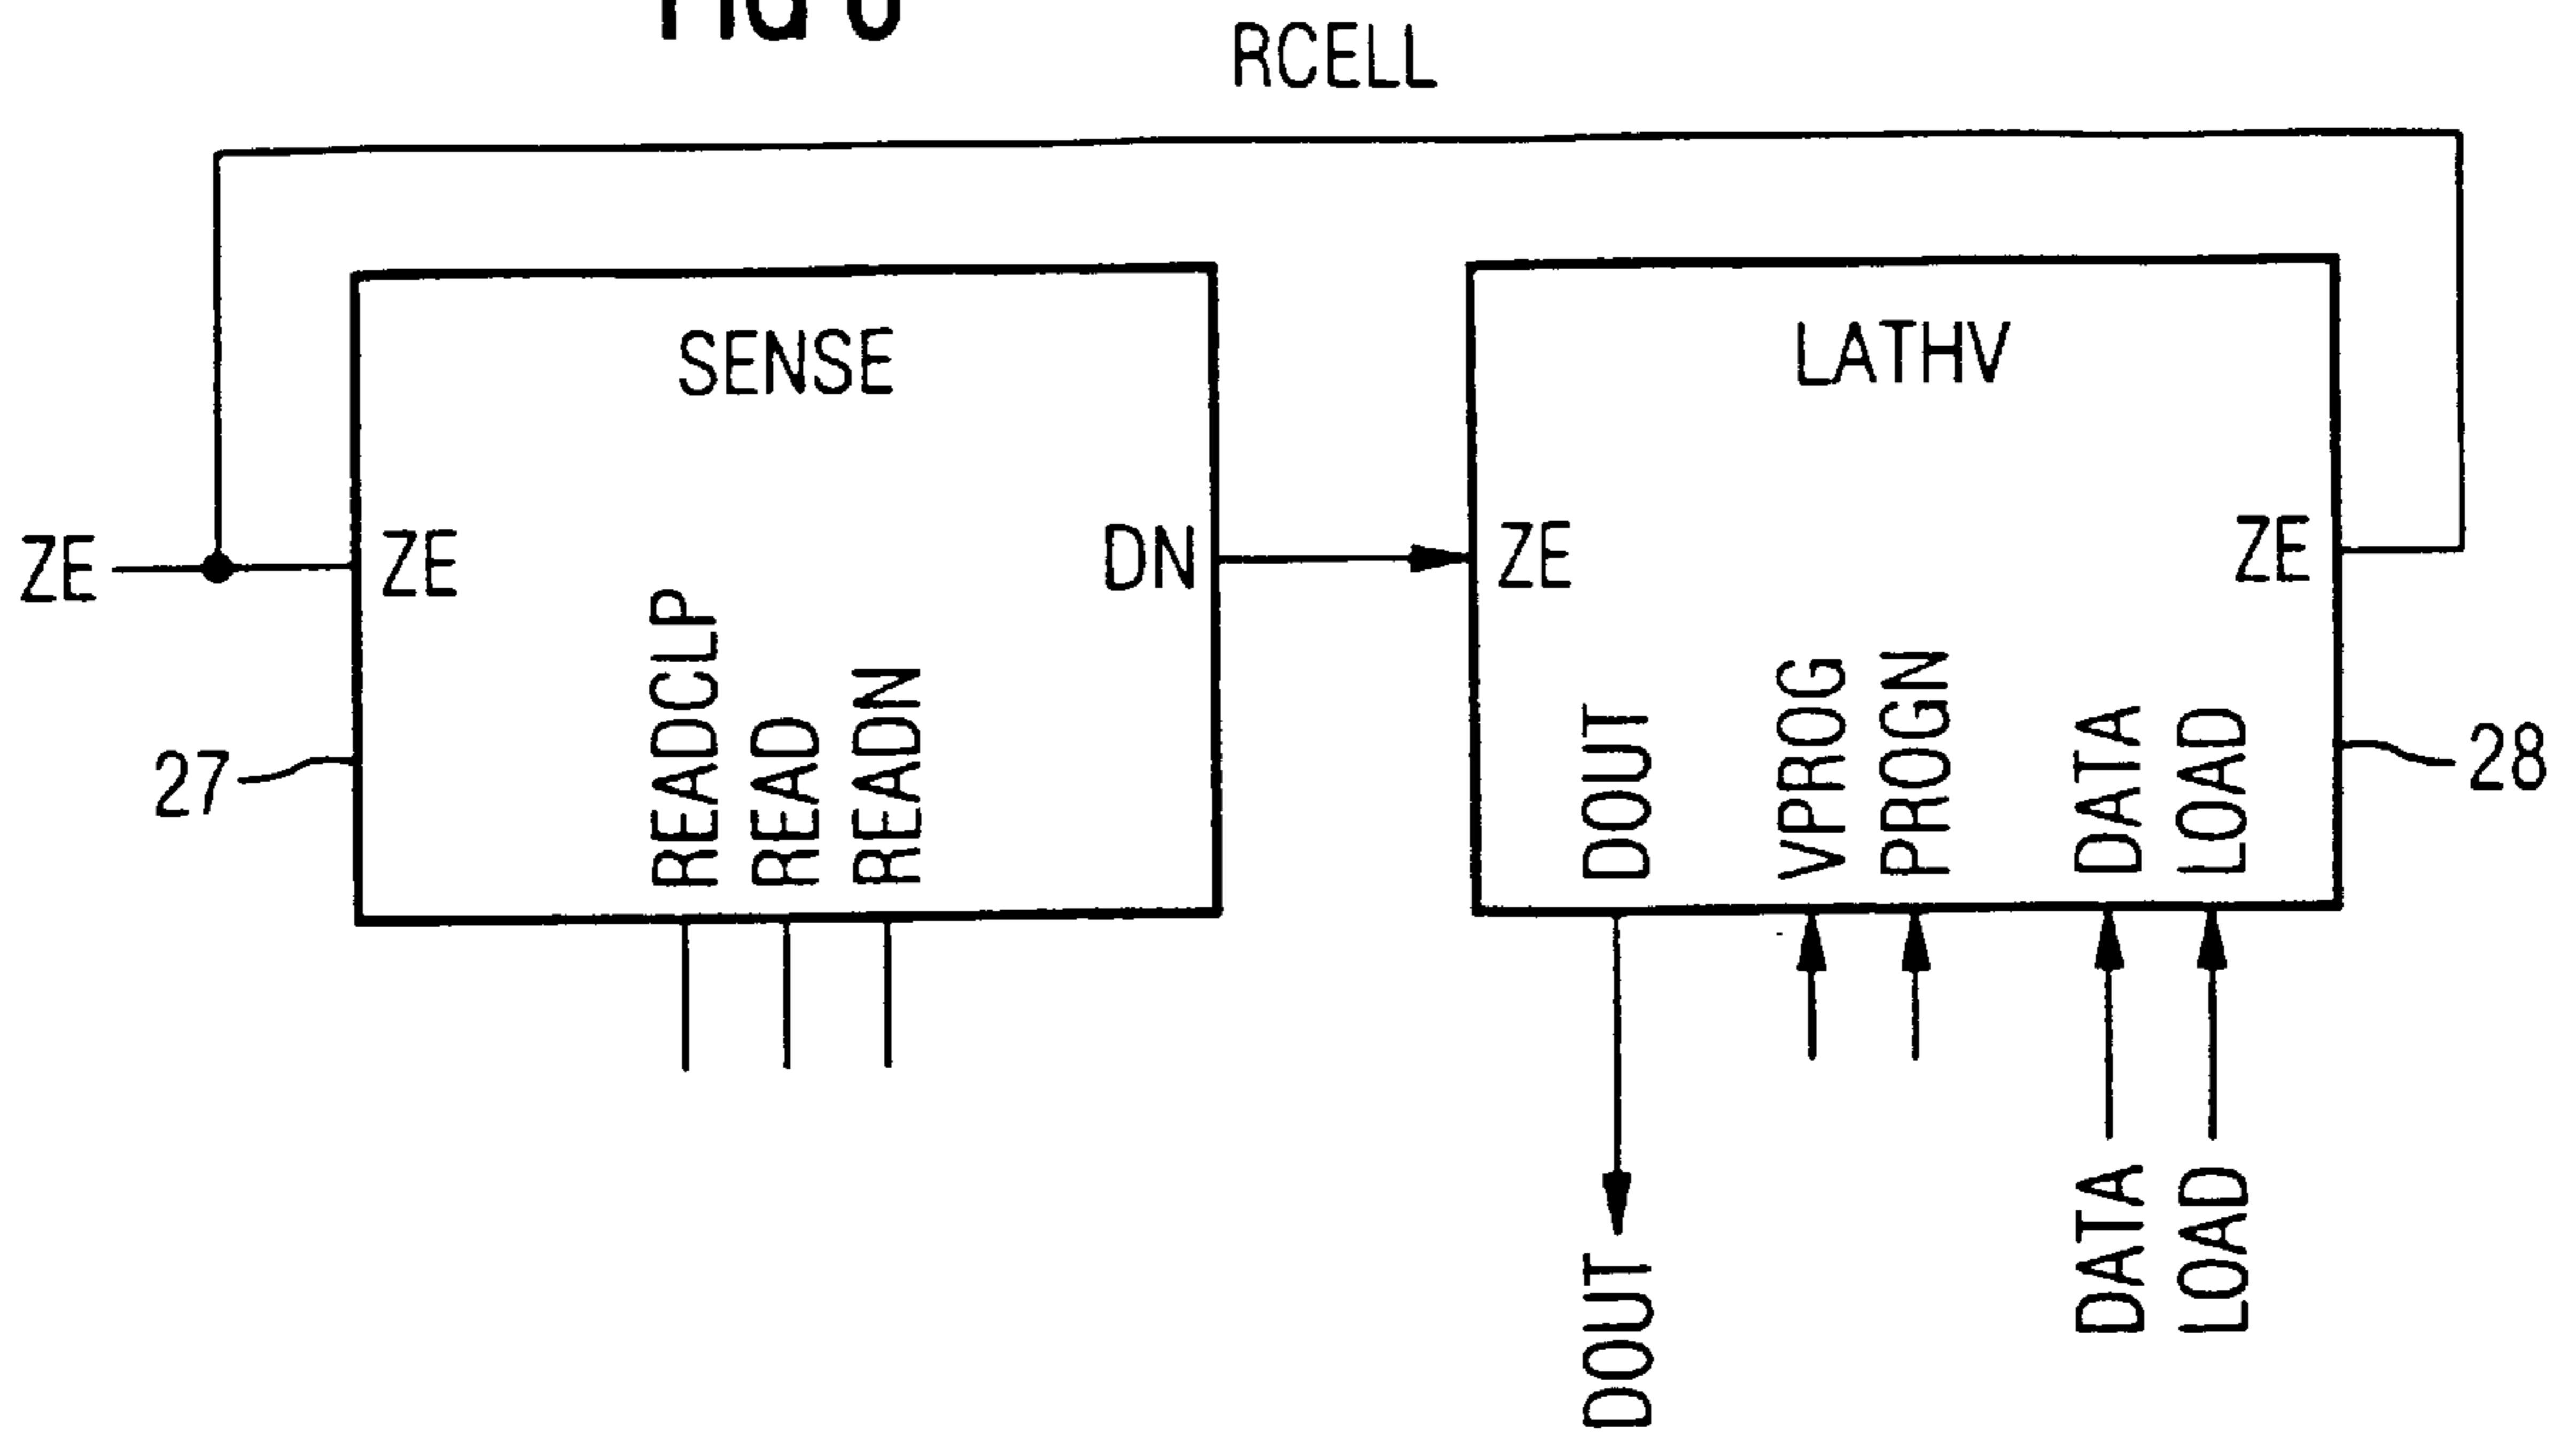 RCELL
SENSE
LATHV
ZE
ZE
DN
ZE
ZE
READCLP
READ
READN
DOUT
VPROG
PROGN
DATA
LOAD
27
28
DATA
LOAD
DOUT